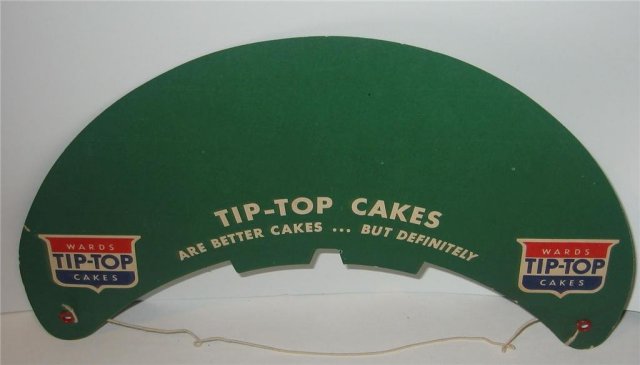 TIP-TOP CAKES
ARE BETTER CAKES ... BUT DEFINITELY
WARDS
TIP-TOP
CAKES
WARDS
TIP-TOP
CAKES